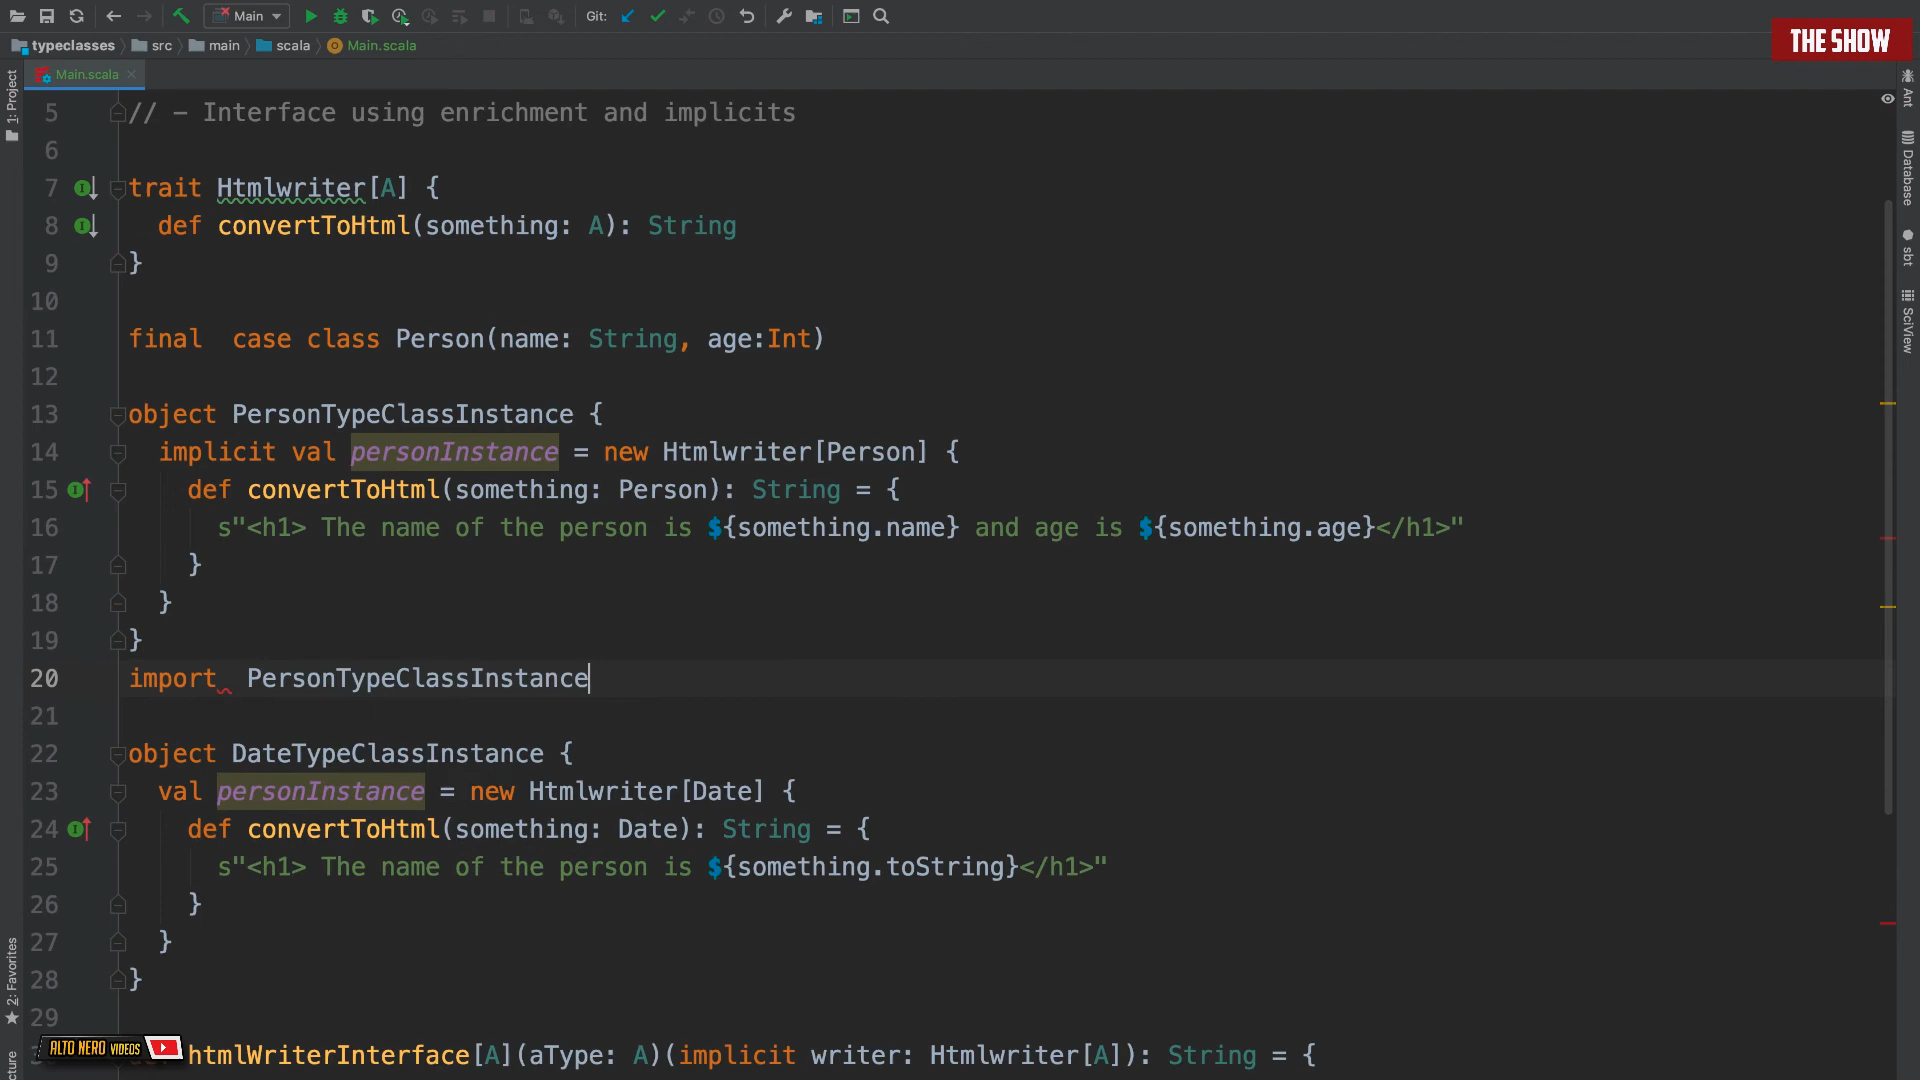 Main
Git:
THE SHOW
typeclasses
src
main
scala
Main.scala
Main.scala
1: Project
Ant
Database
sbt
SciView
2: Favorites
cture
5 // – Interface using enrichment and implicits
6
7 trait Htmlwriter[A] {
8 def convertToHtml(something: A): String
9 }
10
11 final  case class Person(name: String, age:Int)
12
13 object PersonTypeClassInstance {
14 implicit val personInstance = new Htmlwriter[Person] {
15 def convertToHtml(something: Person): String = {
16 s"<h1> The name of the person is ${something.name} and age is ${something.age}</h1>"
17 }
18 }
19 }
20 import  PersonTypeClassInstance
21
22 object DateTypeClassInstance {
23 val personInstance = new Htmlwriter[Date] {
24 def convertToHtml(something: Date): String = {
25 s"<h1> The name of the person is ${something.toString}</h1>"
26 }
27 }
28 }
29
htmlWriterInterface[A](aType: A)(implicit writer: Htmlwriter[A]): String = {
ALTO NERO VIDEOS